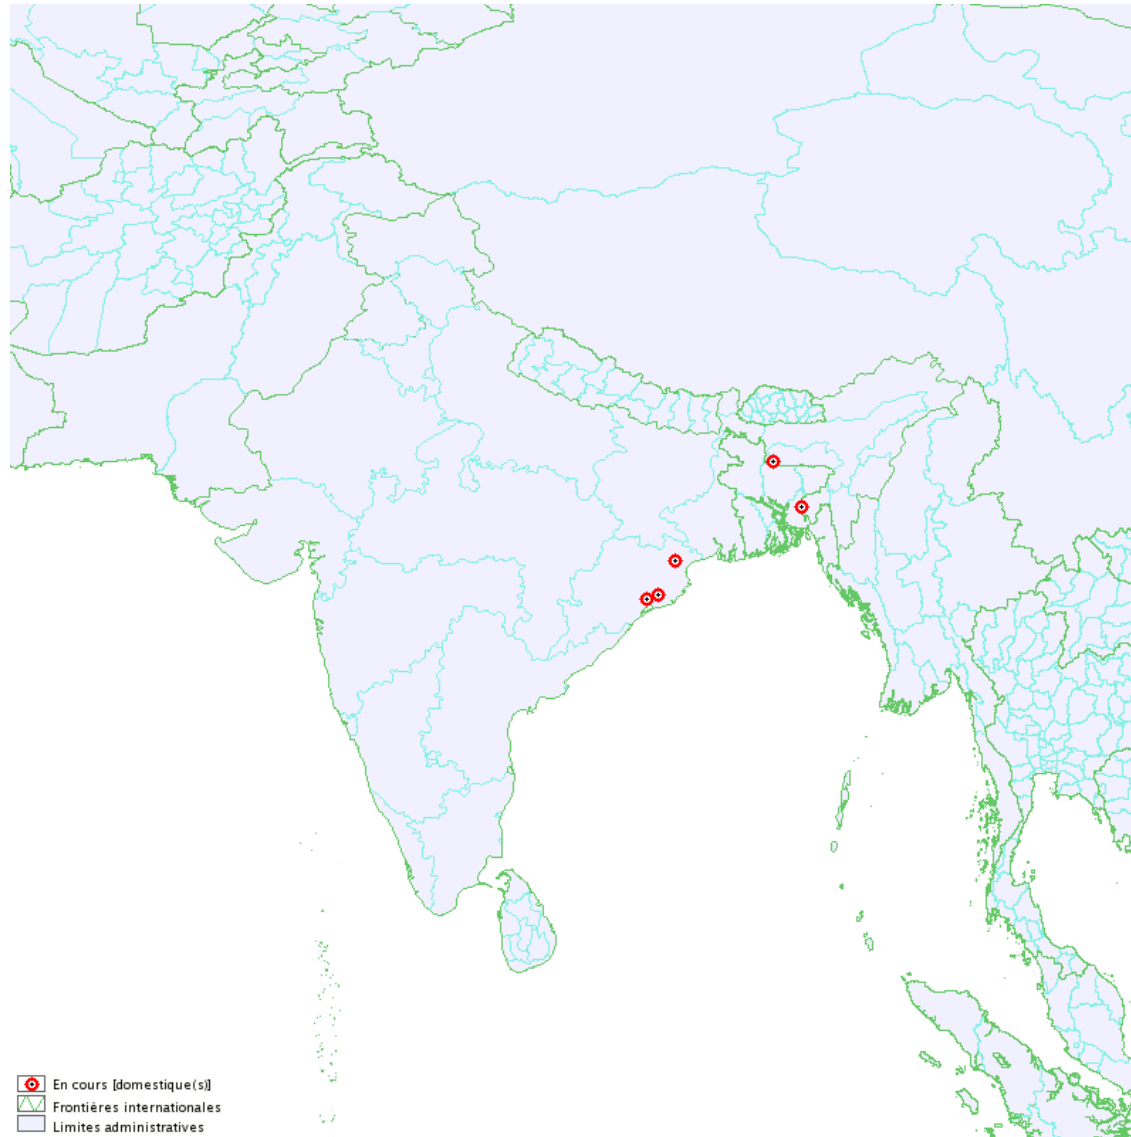 En cours [domestique(s)]
Frontières internationales
Limites administratives